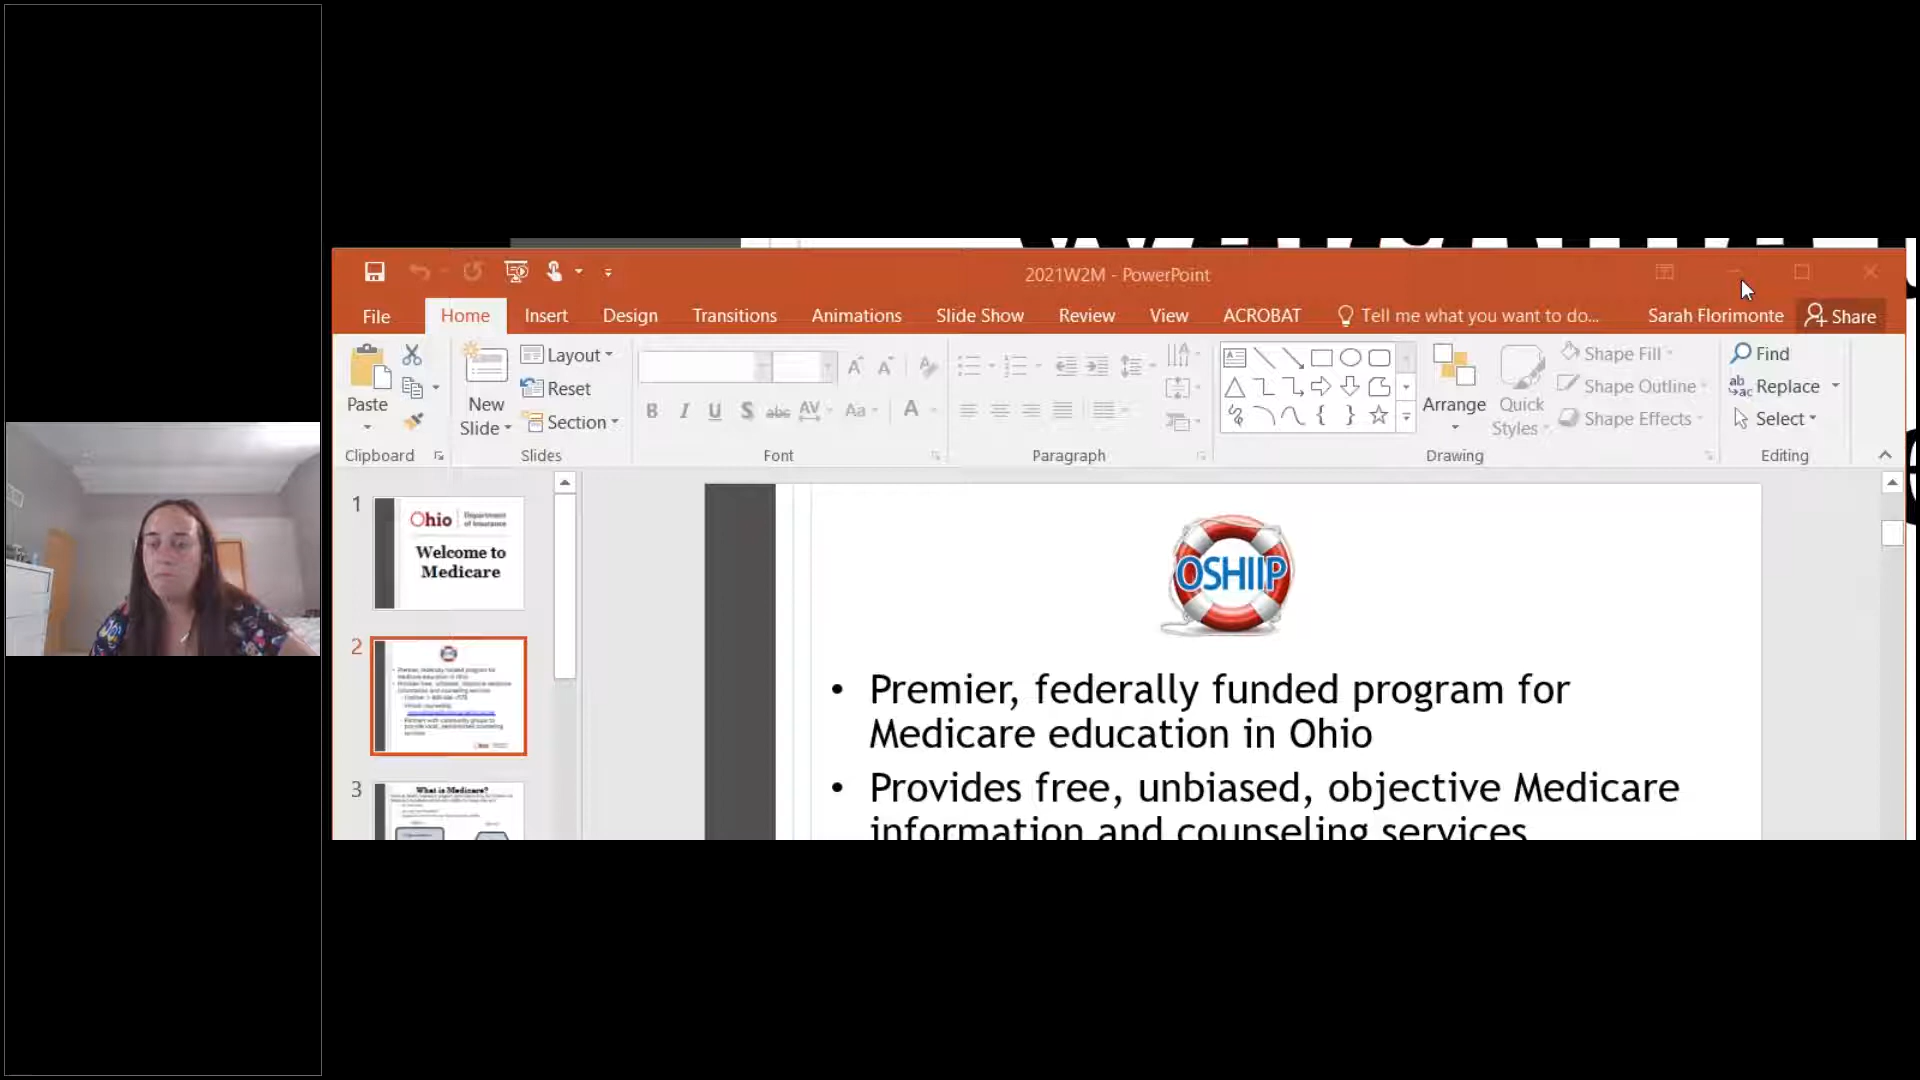 2021W2M - PowerPoint
File
Home
Insert
Design
Transitions
Animations
Slide Show
Review
View
ACROBAT
Tell me what you want to do...
Sarah Florimonte
Share
Paste
New
Slide
Layout
Reset
Section
B I U S abc AV Aa A
Shape Fill
Shape Outline
Shape Effects
Arrange
Quick
Styles
Find
Replace
Select
Clipboard
Slides
Font
Paragraph
Drawing
Editing
1
Ohio Department
of Insurance
Welcome to
Medicare
2
3
What is Medicare?
OSHIIP
• Premier, federally funded program for
Medicare education in Ohio
• Provides free, unbiased, objective Medicare
information and counseling services